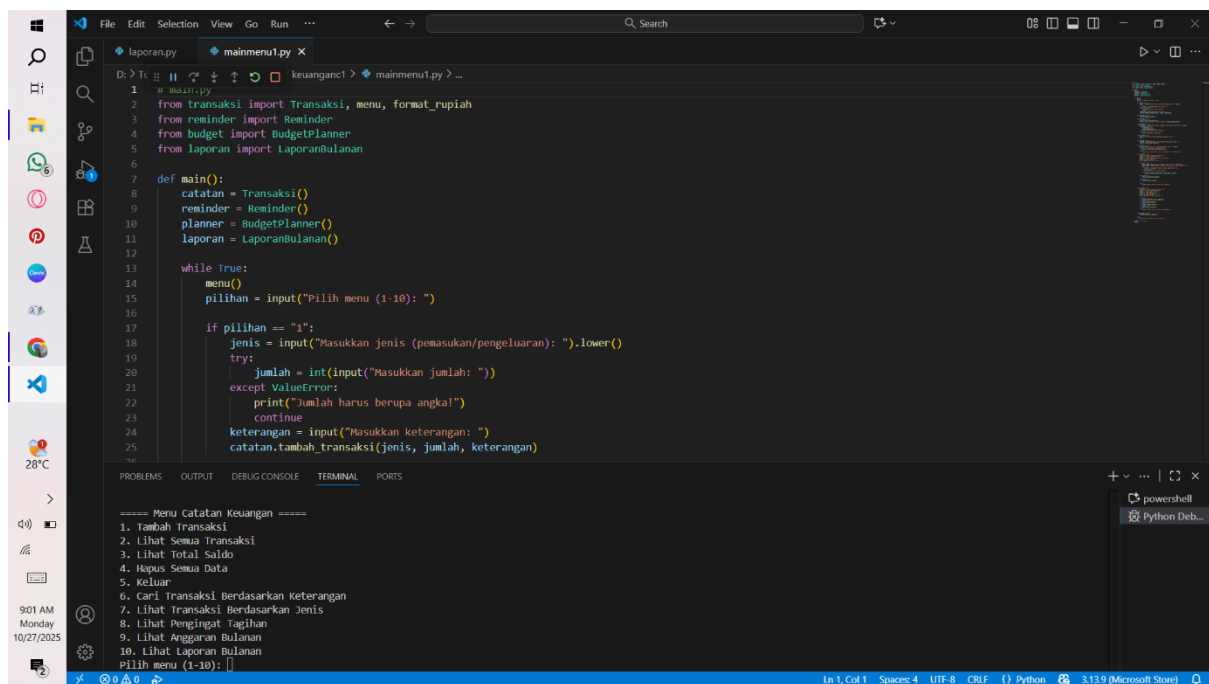 File Edit Selection View Go Run ··· Search
laporan.py mainmenu1.py
D: > keuanganc1 > mainmenu1.py > ...
1 # main.py
2 from transaksi import Transaksi, menu, format_rupiah
3 from reminder import Reminder
4 from budget import BudgetPlanner
5 from laporan import LaporanBulanan
6
7 def main():
8 catatan = Transaksi()
9 reminder = Reminder()
10 planner = BudgetPlanner()
11 laporan = LaporanBulanan()
12
13 while True:
14 menu()
15 pilihan = input("Pilih menu (1-10): ")
16
17 if pilihan == "1":
18 jenis = input("Masukkan jenis (pemasukan/pengeluaran): ").lower()
19 try:
20 jumlah = int(input("Masukkan jumlah: "))
21 except ValueError:
22 print("Jumlah harus berupa angka!")
23 continue
24 keterangan = input("Masukkan keterangan: ")
25 catatan.tambah_transaksi(jenis, jumlah, keterangan)
PROBLEMS OUTPUT DEBUG CONSOLE TERMINAL PORTS
powershell
Python Deb...
===== Menu Catatan Keuangan =====
1. Tambah Transaksi
2. Lihat Semua Transaksi
3. Lihat Total Saldo
4. Hapus Semua Data
5. Keluar
6. Cari Transaksi Berdasarkan Keterangan
7. Lihat Transaksi Berdasarkan Jenis
8. Lihat Pengingat Tagihan
9. Lihat Anggaran Bulanan
10. Lihat Laporan Bulanan
Pilih menu (1-10):
0 0 Ln 1, Col 1 Spaces: 4 UTF-8 CRLF {} Python 3.13.9 (Microsoft Store)
6
1
Canva
28°C
9:01 AM
Monday
10/27/2025
2